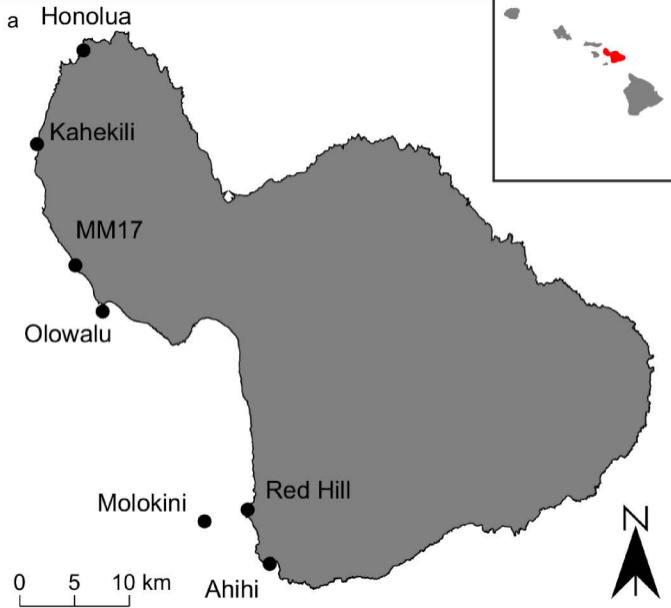 a
Honolua
Kahekili
MM17
Olowalu
Red Hill
Molokini
Ahihi
0 5 10 km
N